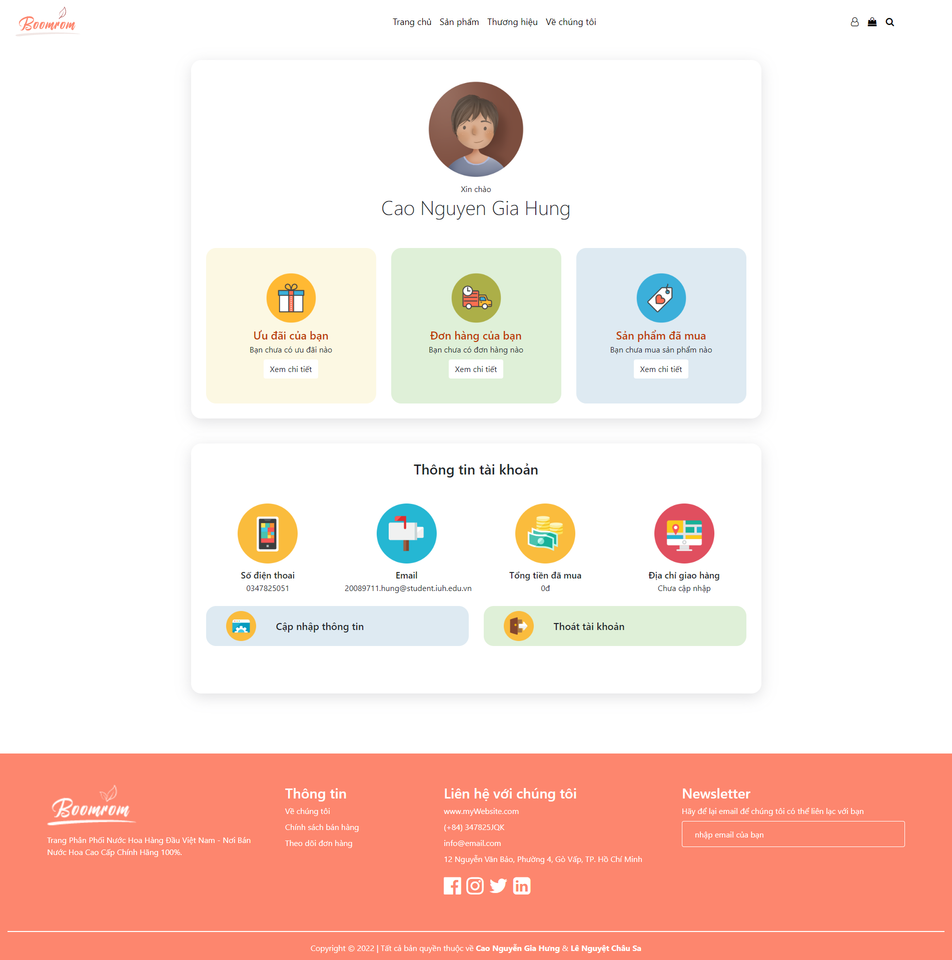 Boomrom
Trang chủ Sản phẩm Thương hiệu Về chúng tôi
Xin chào
Cao Nguyen Gia Hung
Ưu đãi của bạn
Bạn chưa có ưu đãi nào
Xem chi tiết
Đơn hàng của bạn
Bạn chưa có đơn hàng nào
Xem chi tiết
Sản phẩm đã mua
Bạn chưa mua sản phẩm nào
Xem chi tiết
Thông tin tài khoản
Số điện thoai
0347825051
Email
20089711.hung@student.iuh.edu.vn
Tổng tiền đã mua
0đ
Địa chỉ giao hàng
Chưa cập nhập
Cập nhập thông tin
Thoát tài khoản
Boomrom
Trang Phân Phối Nước Hoa Hàng Đầu Việt Nam - Nơi Bán
Nước Hoa Cao Cấp Chính Hãng 100%.
Thông tin
Về chúng tôi
Chính sách bán hàng
Theo dõi đơn hàng
Liên hệ với chúng tôi
www.myWebsite.com
(+84) 347825JQK
info@email.com
12 Nguyễn Văn Bảo, Phường 4, Gò Vấp, TP. Hồ Chí Minh
Newsletter
Hãy để lại email để chúng tôi có thể liên lạc với bạn
nhập email của bạn
Copyright © 2022 | Tất cả bản quyền thuộc về Cao Nguyễn Gia Hưng & Lê Nguyệt Châu Sa